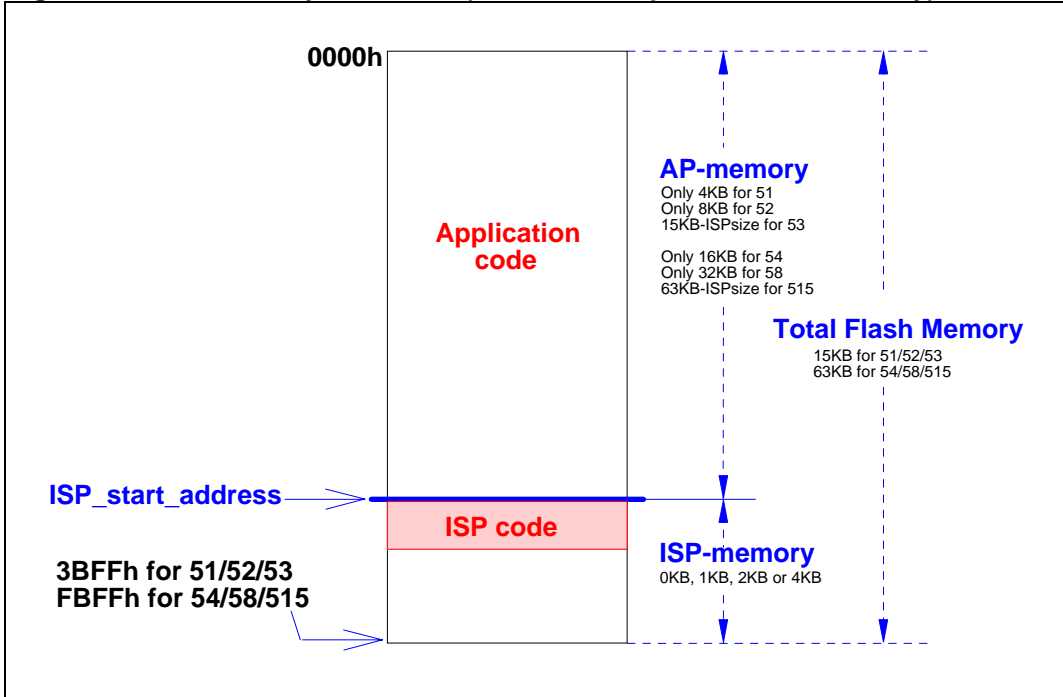 0000h
AP-memory
Only 4KB for 51
Only 8KB for 52
15KB-ISPsize for 53
Only 16KB for 54
Only 32KB for 58
63KB-ISPsize for 515
Application
code
Total Flash Memory
15KB for 51/52/53
63KB for 54/58/515
ISP_start_address
ISP code
ISP-memory
0KB, 1KB, 2KB or 4KB
3BFFh for 51/52/53
FBFFh for 54/58/515